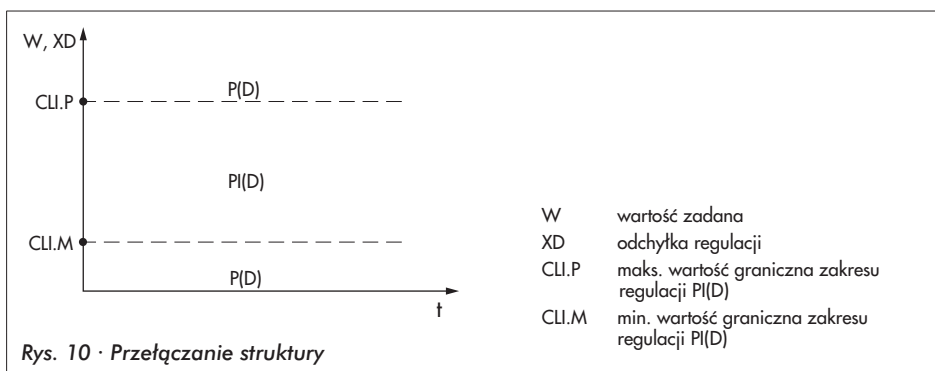 W, XD
P(D)
CLI.P
PI(D)
CLI.M
P(D)
t
W wartość zadana
XD odchyłka regulacji
CLI.P maks. wartość graniczna zakresu
regulacji PI(D)
CLI.M min. wartość graniczna zakresu
regulacji PI(D)
Rys. 10 · Przełączanie struktury